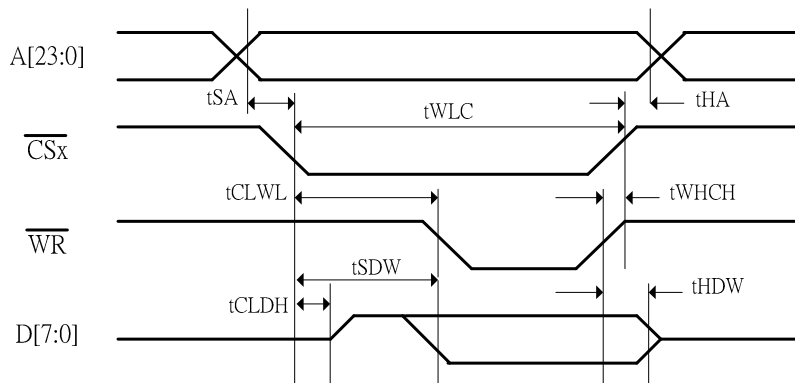 A[23:0]
tSA
tHA
tWLC
CSx
tCLWL
tWHCH
WR
tSDW
tHDW
tCLDH
D[7:0]